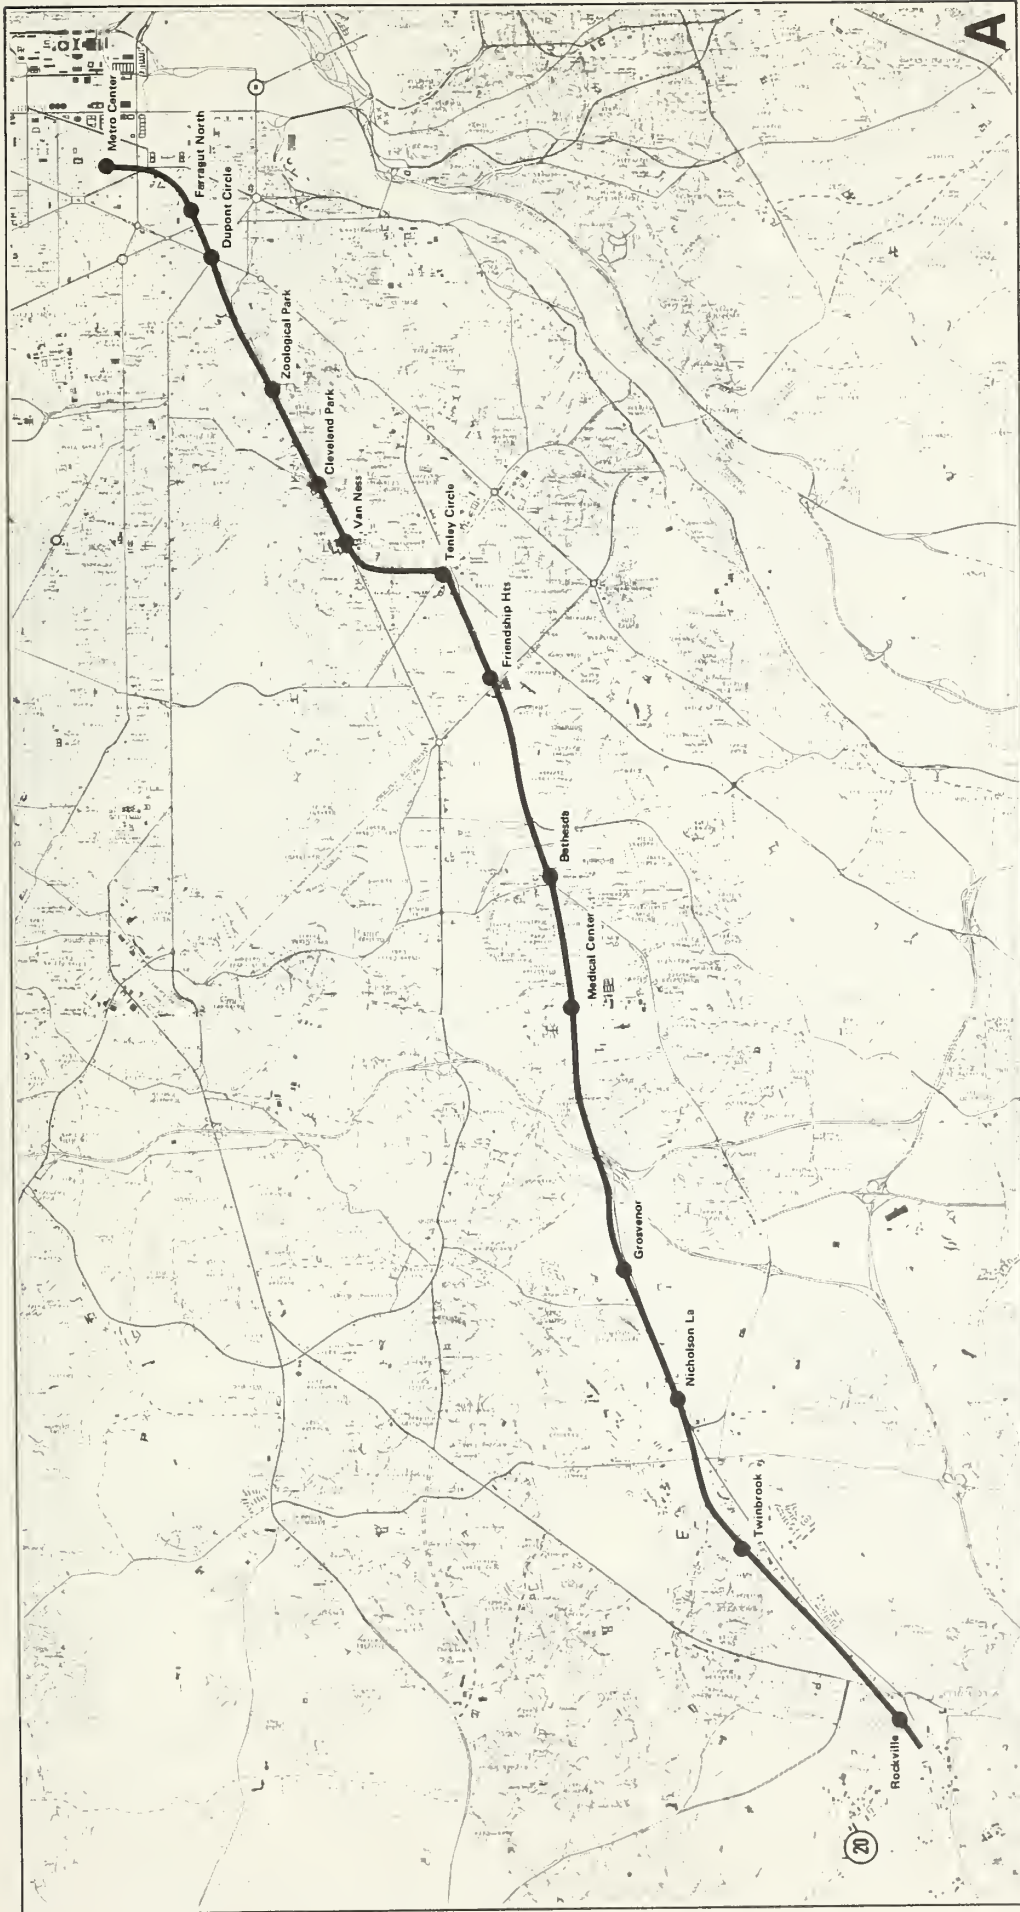 A
Metro Center
Farragut North
Dupont Circle
Zoological Park
Cleveland Park
Van Ness
Tenley Circle
Friendship Hts
Bethesda
Medical Center
Grosvenor
Nicholson La
Twinbrook
Rockville
20